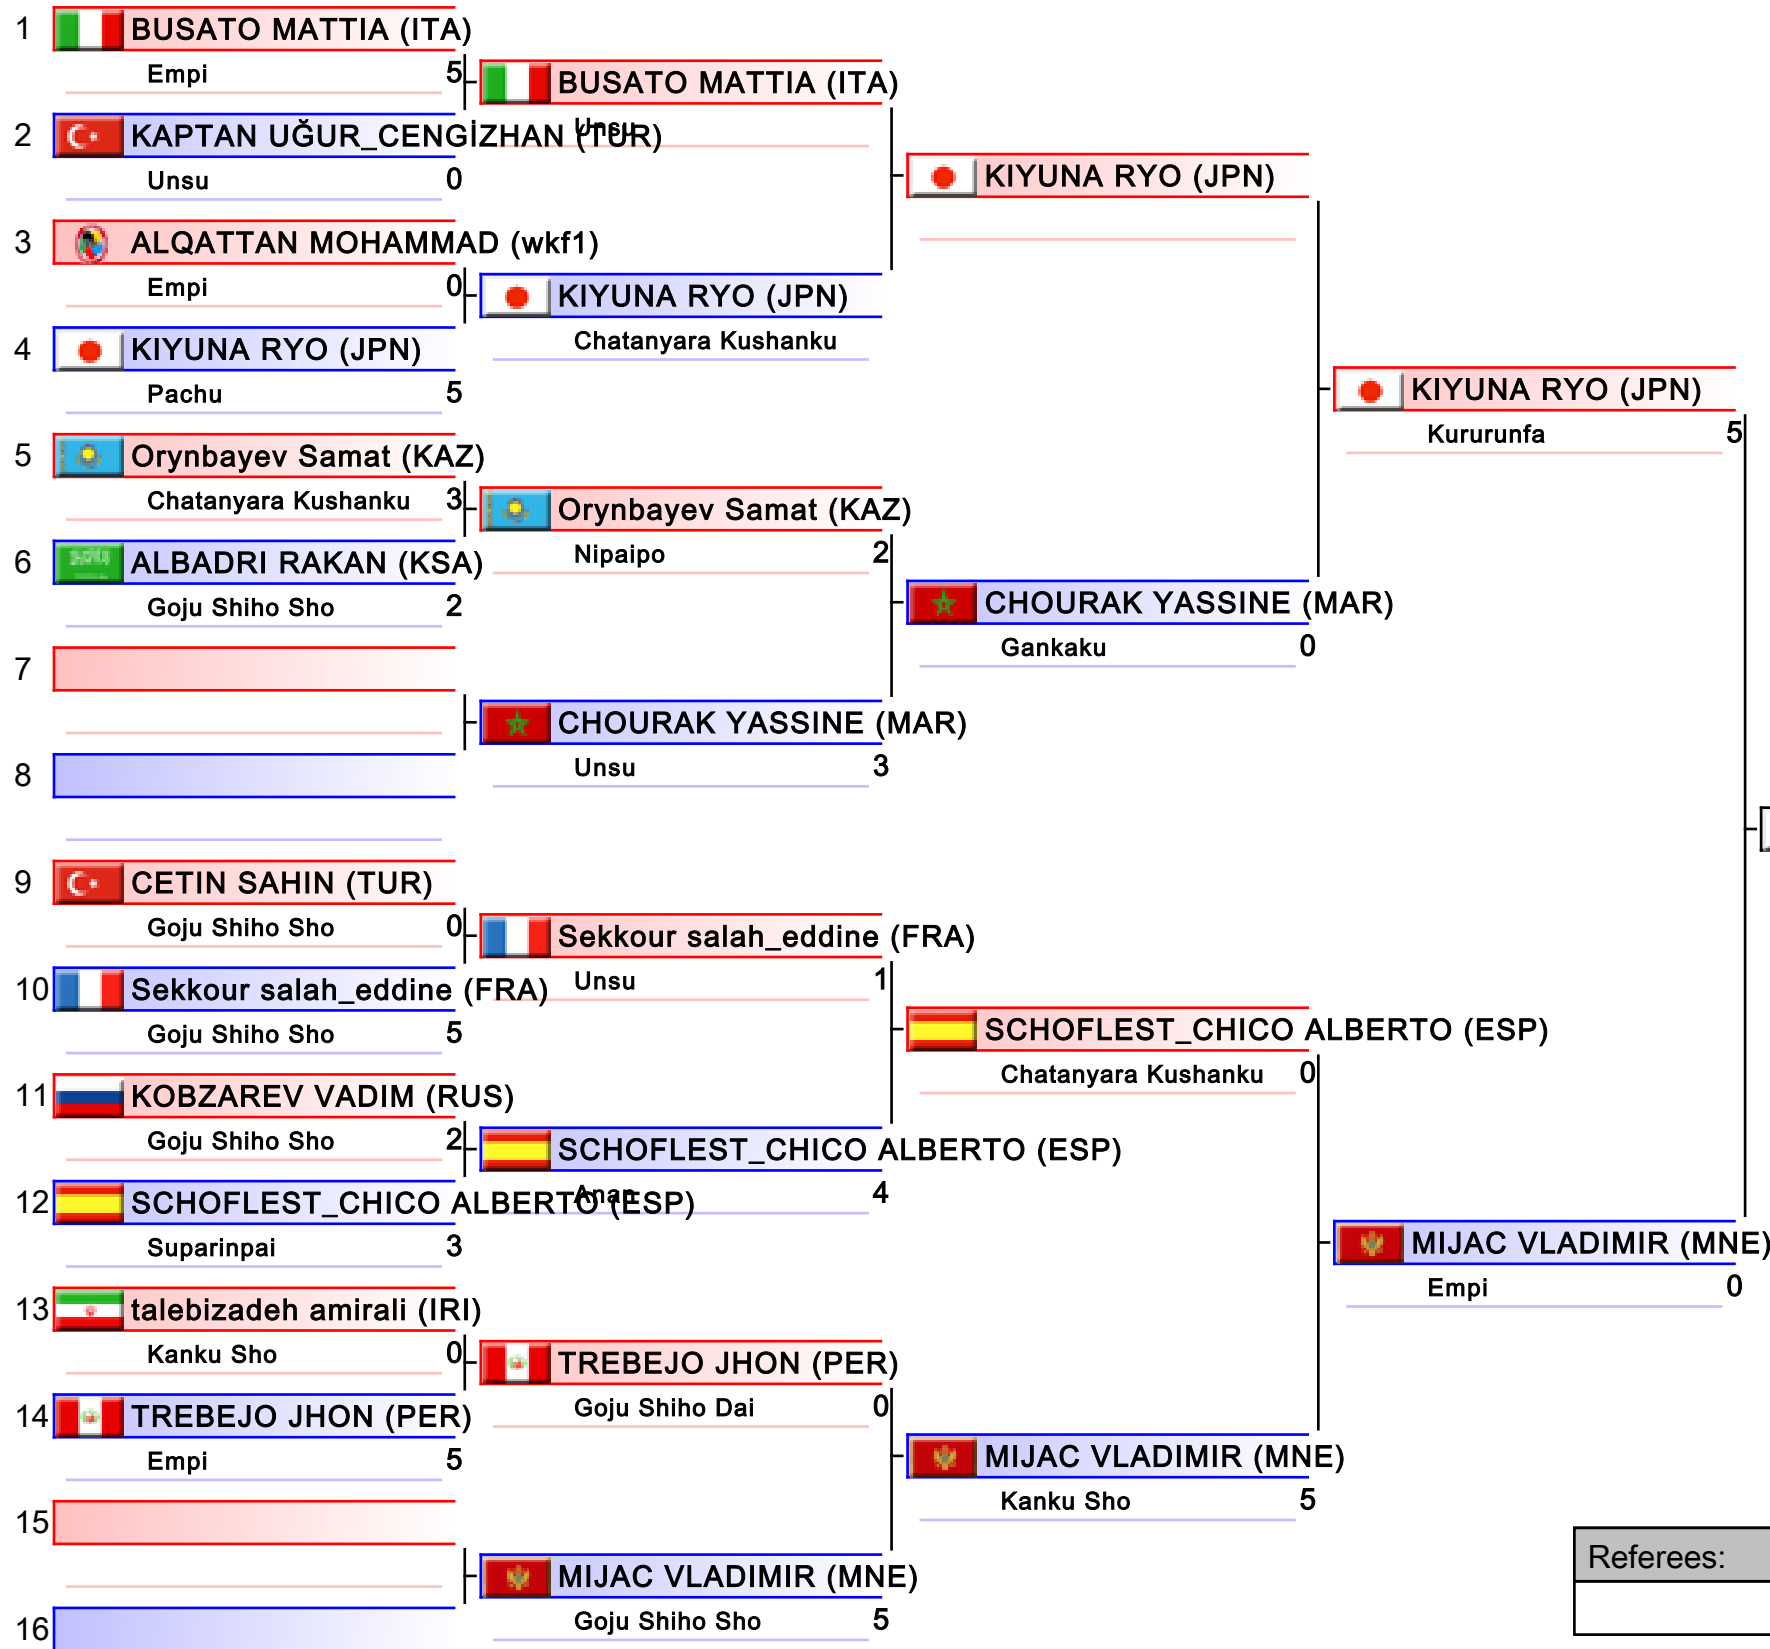 1 BUSATO MATTIA (ITA)
Empi 5
2 KAPTAN UĞUR_CENGİZHAN (TUR)
Unsu 0
3 ALQATTAN MOHAMMAD (wkf1)
Empi 0
4 KIYUNA RYO (JPN)
Pachu 5
5 Orynbayev Samat (KAZ)
Chatanyara Kushanku 3
6 ALBADRI RAKAN (KSA)
Goju Shiho Sho 2
7
8
9 CETIN SAHIN (TUR)
Goju Shiho Sho 0
10 Sekkour salah_eddine (FRA)
Goju Shiho Sho 5
11 KOBZAREV VADIM (RUS)
Goju Shiho Sho 2
12 SCHOFLEST_CHICO ALBERTO (ESP)
Suparinpai 3
13 talebizadeh amirali (IRI)
Kanku Sho 0
14 TREBEJO JHON (PER)
Empi 5
15
16
BUSATO MATTIA (ITA)
Unsu
KIYUNA RYO (JPN)
Chatanyara Kushanku
Orynbayev Samat (KAZ)
Nipaipo 2
CHOURAK YASSINE (MAR)
Unsu 3
Sekkour salah_eddine (FRA)
Unsu 1
SCHOFLEST_CHICO ALBERTO (ESP)
Anan 4
TREBEJO JHON (PER)
Goju Shiho Dai 0
MIJAC VLADIMIR (MNE)
Goju Shiho Sho 5
KIYUNA RYO (JPN)
CHOURAK YASSINE (MAR)
Gankaku 0
SCHOFLEST_CHICO ALBERTO (ESP)
Chatanyara Kushanku 0
MIJAC VLADIMIR (MNE)
Kanku Sho 5
KIYUNA RYO (JPN)
Kururunfa 5
MIJAC VLADIMIR (MNE)
Empi 0
Referees: